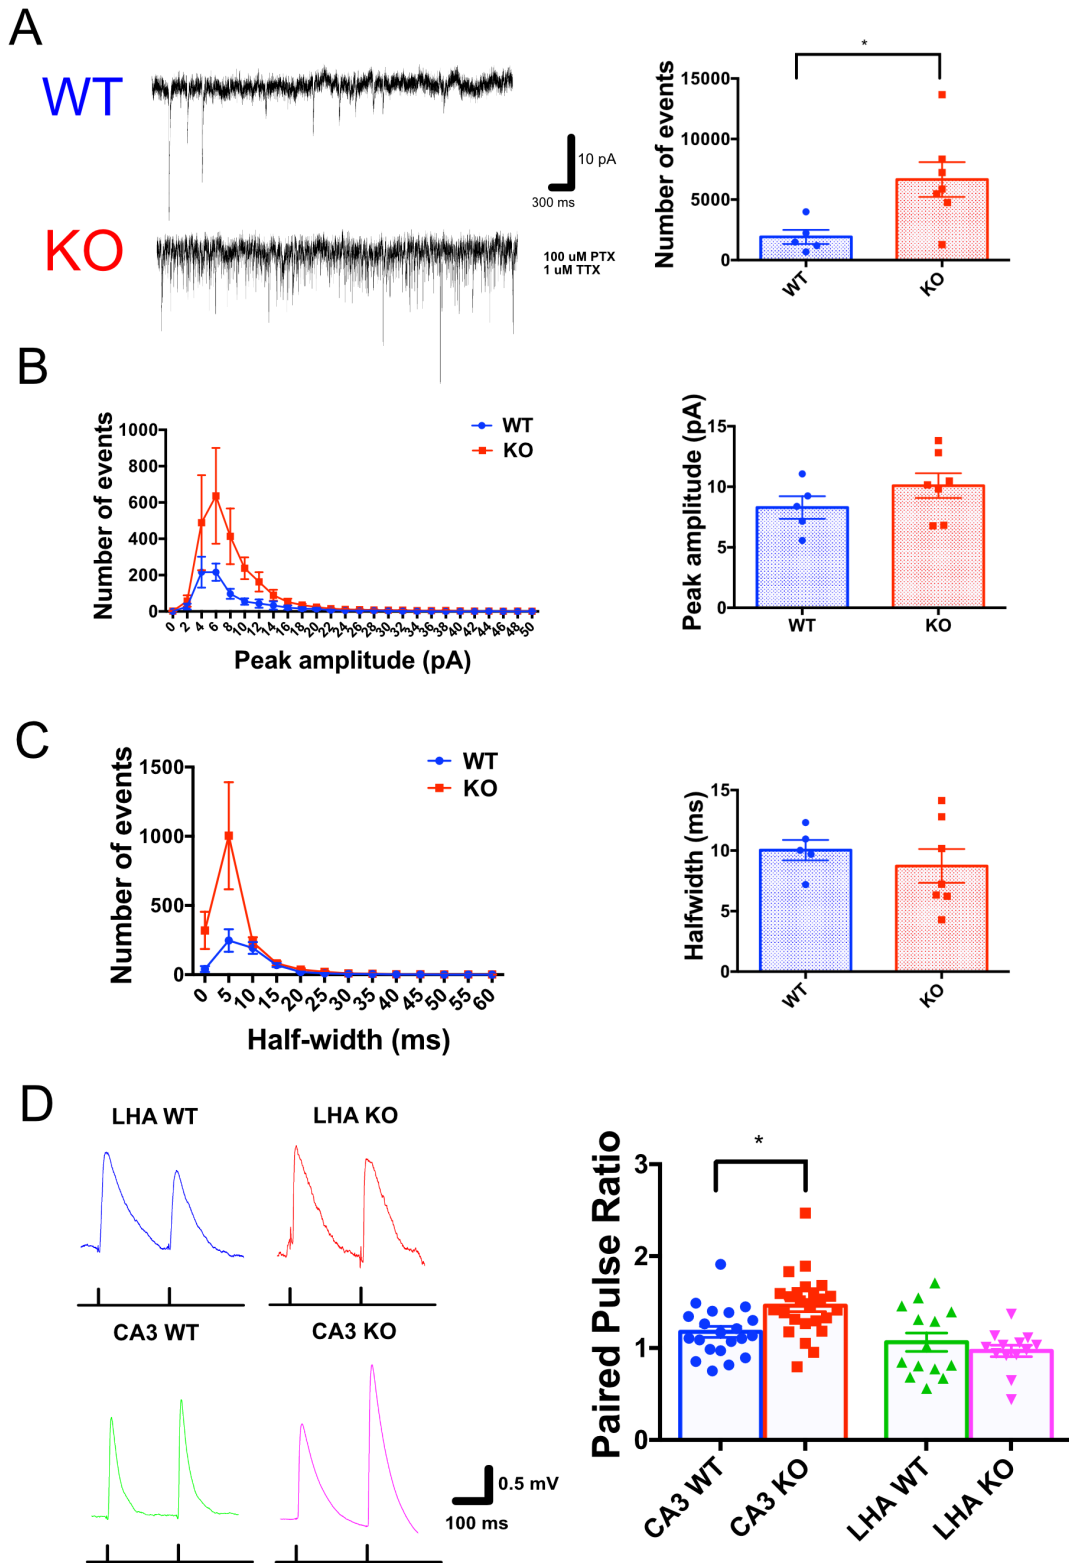 A
WT
10 pA
300 ms
KO
100 uM PTX
1 uM TTX
*
Number of events
15000
10000
5000
0
WT
KO
B
Number of events
1000
800
600
400
200
0
WT
KO
0 2 4 6 8 10 12 14 16 18 20 22 24 26 28 30 32 34 36 38 40 42 44 46 48 50
Peak amplitude (pA)
Peak amplitude (pA)
15
10
5
0
WT
KO
C
Number of events
1500
1000
500
0
WT
KO
0 5 10 15 20 25 30 35 40 45 50 55 60
Half-width (ms)
Halfwidth (ms)
15
10
5
0
WT
KO
D
LHA WT
LHA KO
CA3 WT
CA3 KO
0.5 mV
100 ms
*
Paired Pulse Ratio
3
2
1
0
CA3 WT
CA3 KO
LHA WT
LHA KO